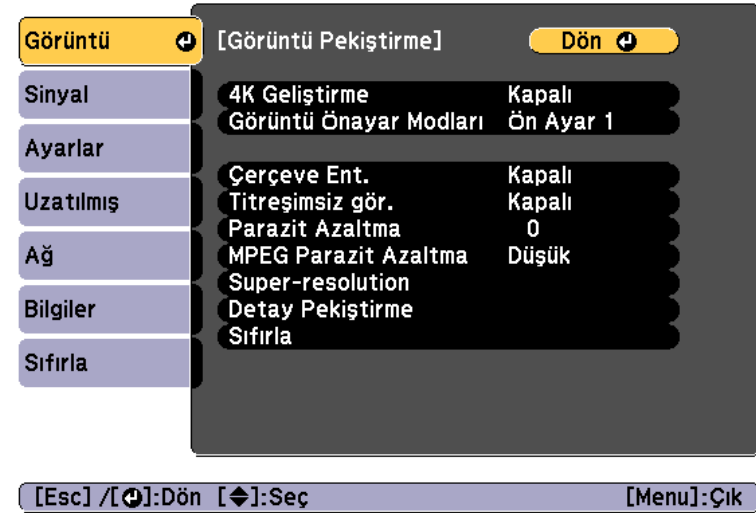 Görüntü
[Görüntü Pekiştirme] Dön
Sinyal
Ayarlar
Uzatılmış
Ağ
Bilgiler
Sıfırla
4K Geliştirme Kapalı
Görüntü Önayar Modları Ön Ayar 1
Çerçeve Ent. Kapalı
Titreşimsiz gör. Kapalı
Parazit Azaltma 0
MPEG Parazit Azaltma Düşük
Super-resolution
Detay Pekiştirme
Sıfırla
[Esc] /[⏎]:Dön [◆]:Seç [Menu]:Çık